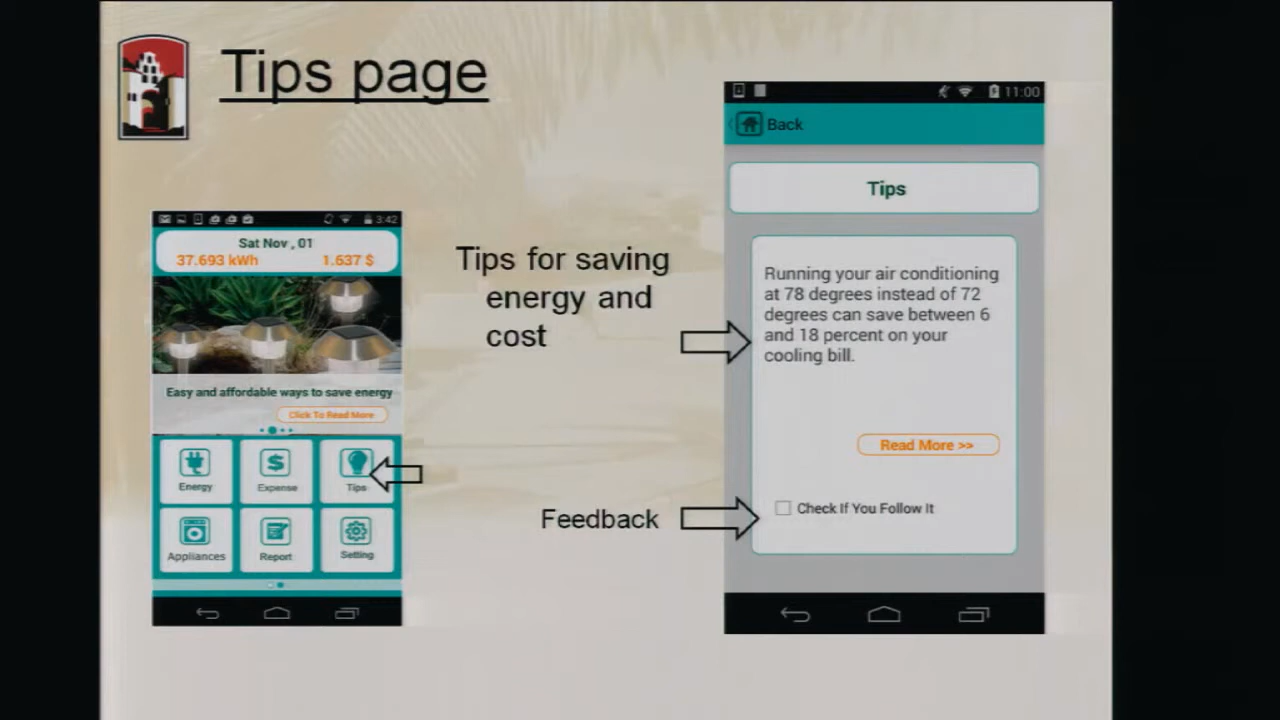 Tips page
3:42
Sat Nov , 01
37.693 kWh 1.637 $
Easy and affordable ways to save energy
Click To Read More
Energy
Expense
Tips
Appliances
Report
Setting
Tips for saving
energy and
cost
Feedback
11:00
Back
Tips
Running your air conditioning
at 78 degrees instead of 72
degrees can save between 6
and 18 percent on your
cooling bill.
Read More >>
Check If You Follow It